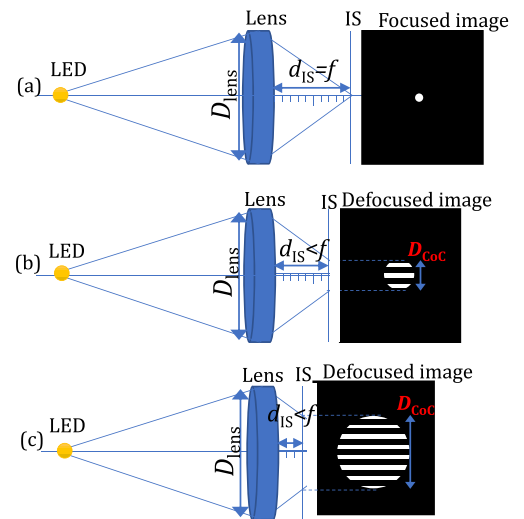 Lens
IS
Focused image
LED
d_IS=f
(a)
D_lens
Lens
IS
Defocused image
LED
d_IS<f
D_CoC
(b)
D_lens
Lens
IS
Defocused image
LED
d_IS<f
D_CoC
(c)
D_lens